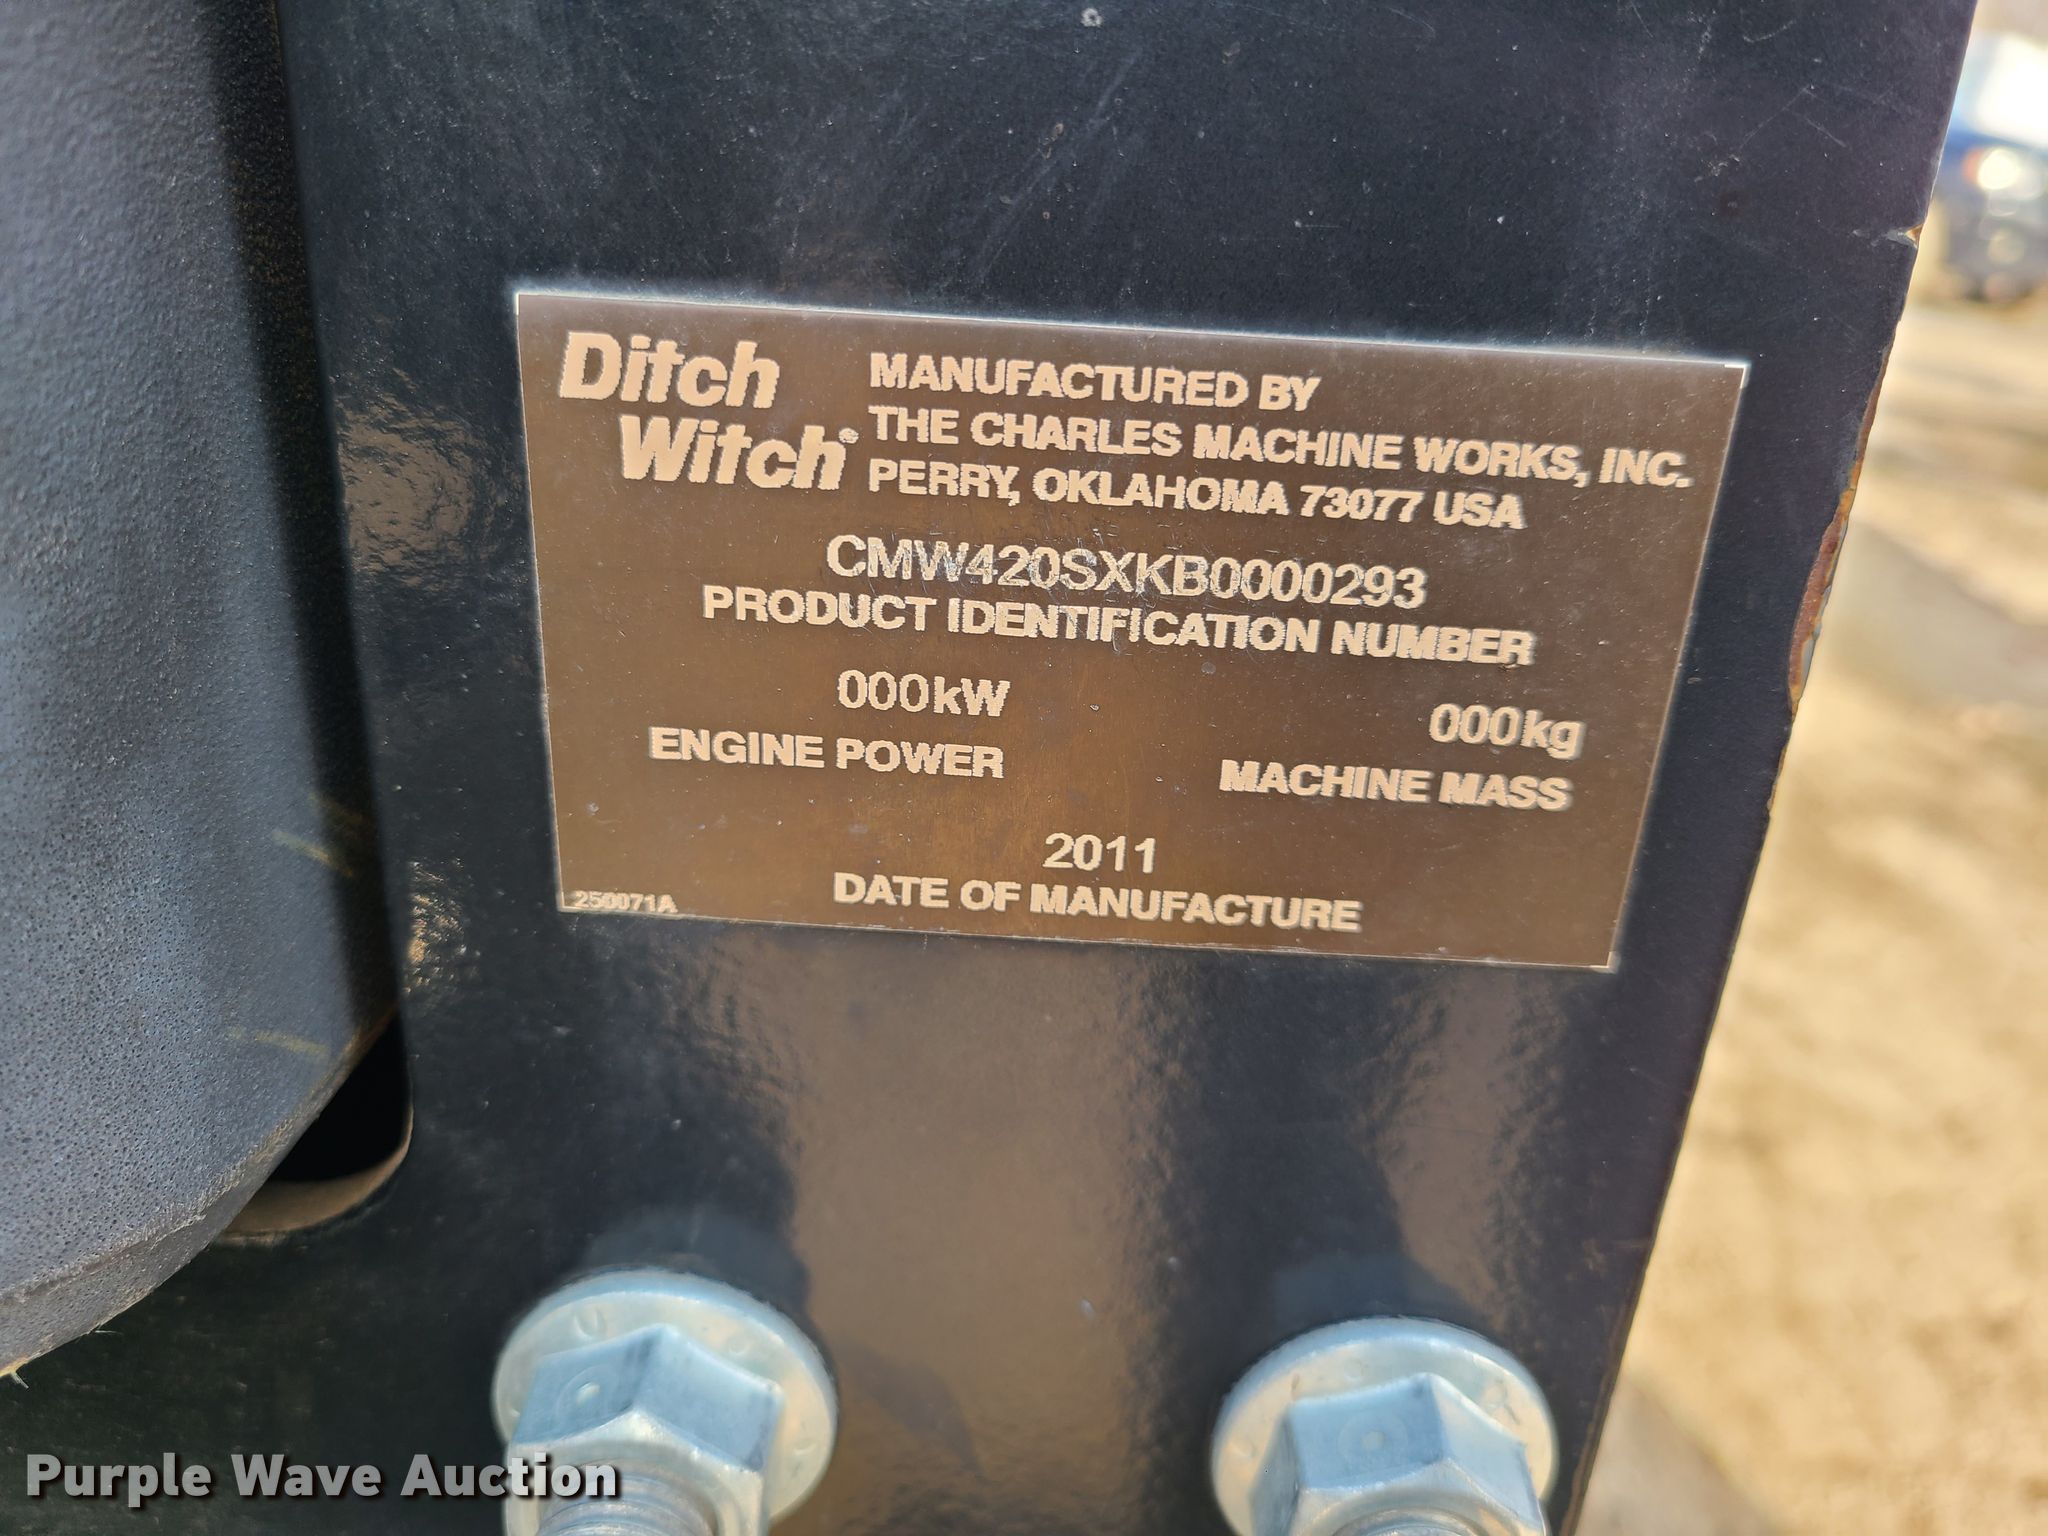 Ditch
Witch®
MANUFACTURED BY
THE CHARLES MACHINE WORKS, INC.
PERRY, OKLAHOMA 73077 USA
CMW420SXKB0000293
PRODUCT IDENTIFICATION NUMBER
000kW
ENGINE POWER
000kg
MACHINE MASS
2011
DATE OF MANUFACTURE
250071A
Purple Wave Auction